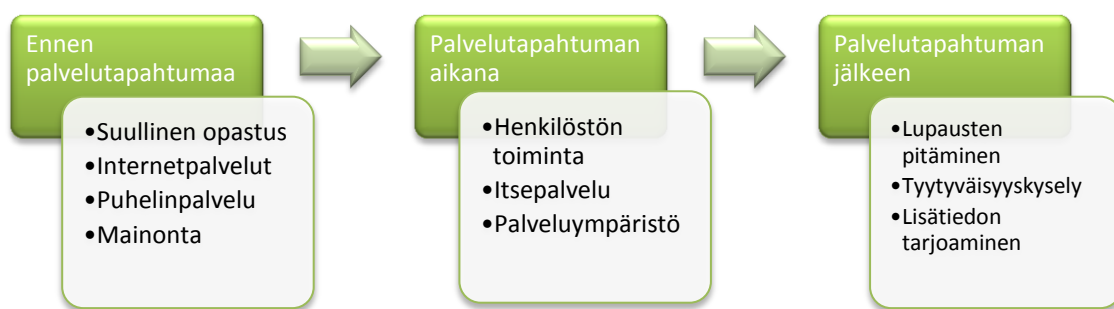 Ennen
palvelutapahtumaa
•Suullinen opastus
•Internetpalvelut
•Puhelinpalvelu
•Mainonta
Palvelutapahtuman
aikana
•Henkilöstön
toiminta
•Itsepalvelu
•Palveluympäristö
Palvelutapahtuman
jälkeen
•Lupausten
pitäminen
•Tyytyväisyyskysely
•Lisätiedon
tarjoaminen